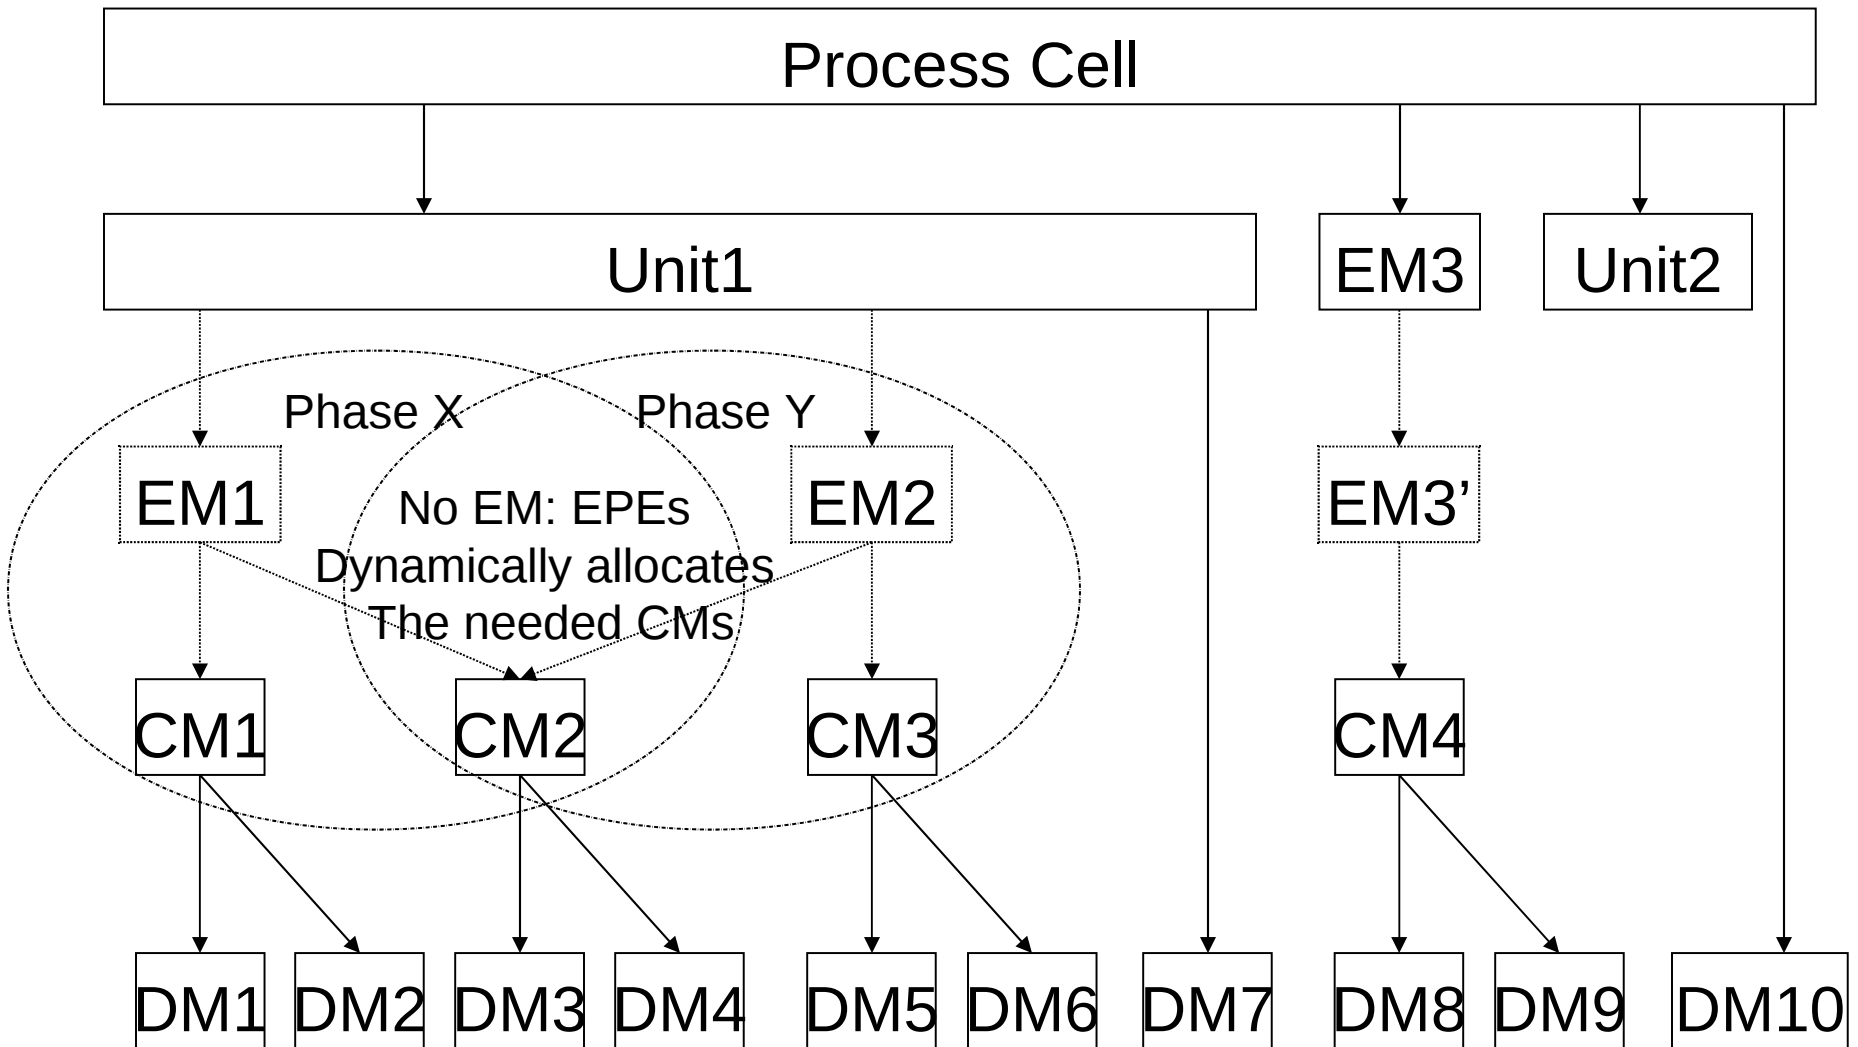 Process Cell
Unit1
EM3
Unit2
Phase X
Phase Y
EM1
No EM: EPEs
Dynamically allocates
The needed CMs
EM2
EM3’
CM1
CM2
CM3
CM4
DM1
DM2
DM3
DM4
DM5
DM6
DM7
DM8
DM9
DM10